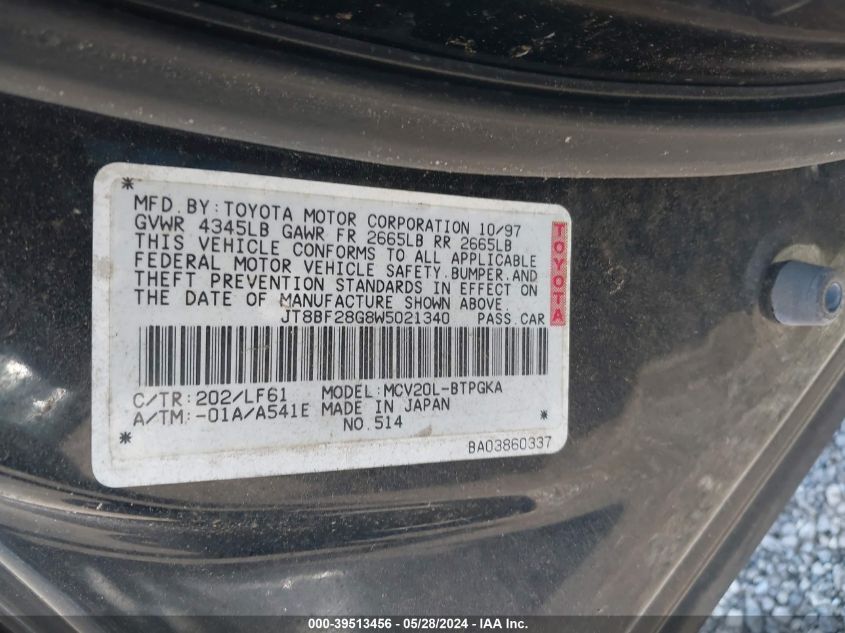 MFD. BY: TOYOTA MOTOR CORPORATION 10/97
GVWR 4345LB GAWR FR 2665LB RR 2665LB
THIS VEHICLE CONFORMS TO ALL APPLICABLE
FEDERAL MOTOR VEHICLE SAFETY.BUMPER.AND
THEFT PREVENTION STANDARDS IN EFFECT ON
THE DATE OF MANUFACTURE SHOWN ABOVE.
JT8BF28G8W5021340 PASS.CAR
TOYOTA
C/TR: 202/LF61 MODEL: MCV20L-BTPGKA
A/TM: -01A/A541E MADE IN JAPAN
NO.514
BA03860337
000-39513456 - 05/28/2024 - IAA Inc.